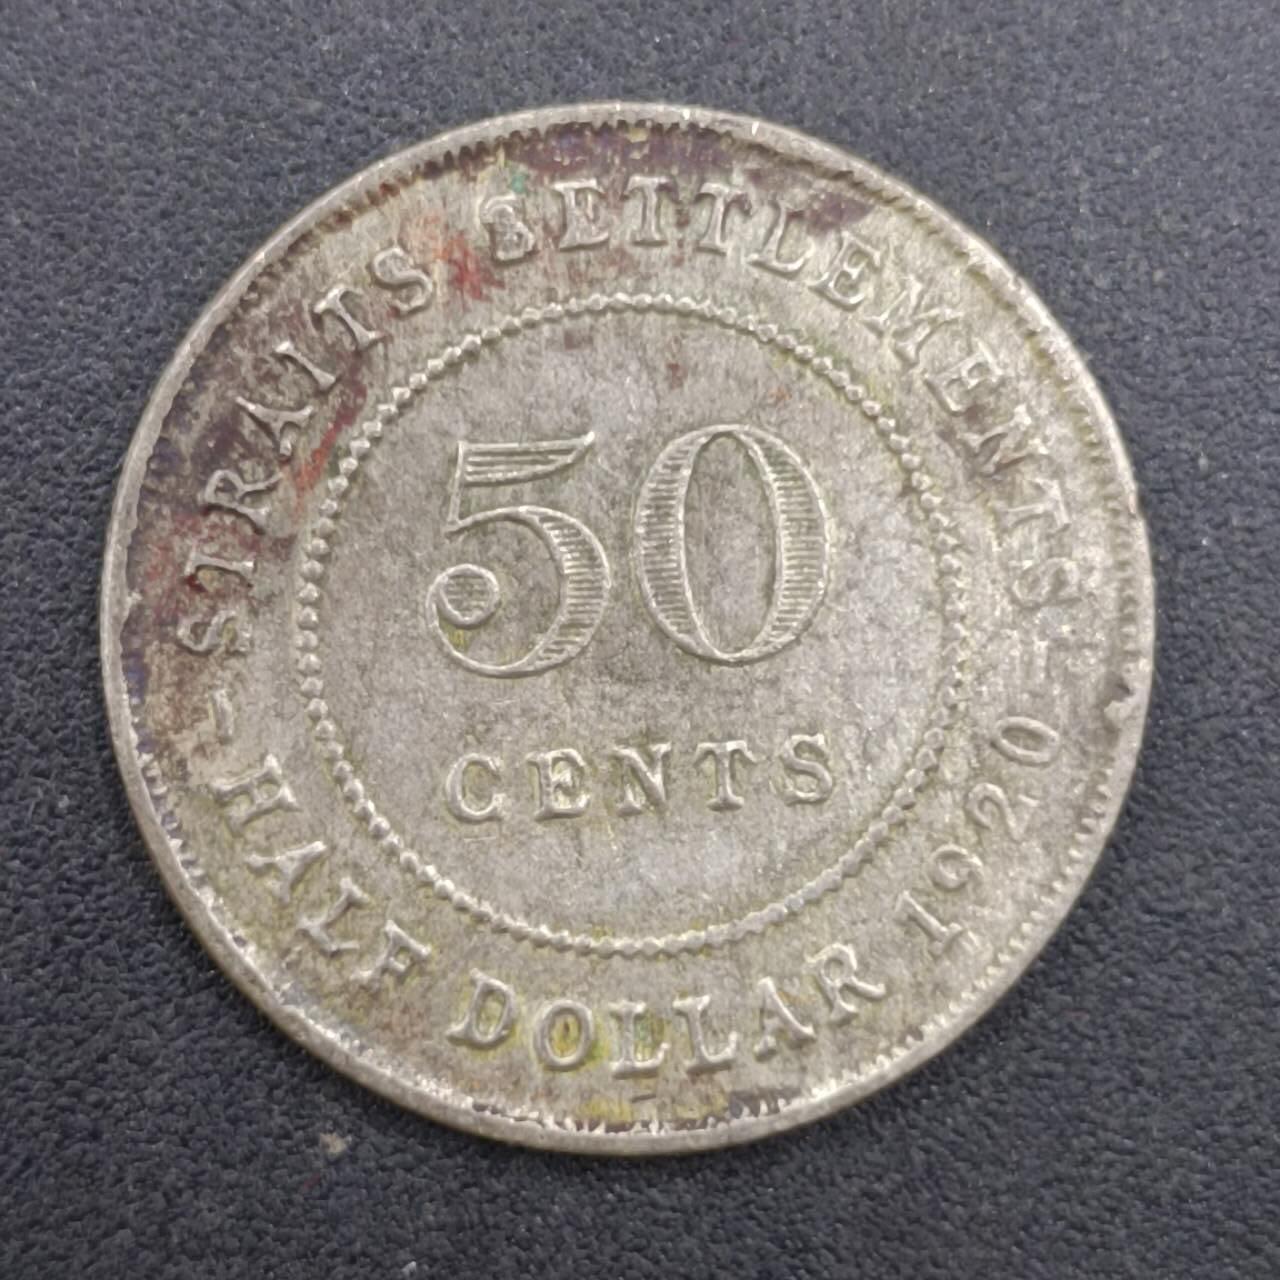 STRAITS SETTLEMENTS
50
CENTS
HALF DOLLAR 1920